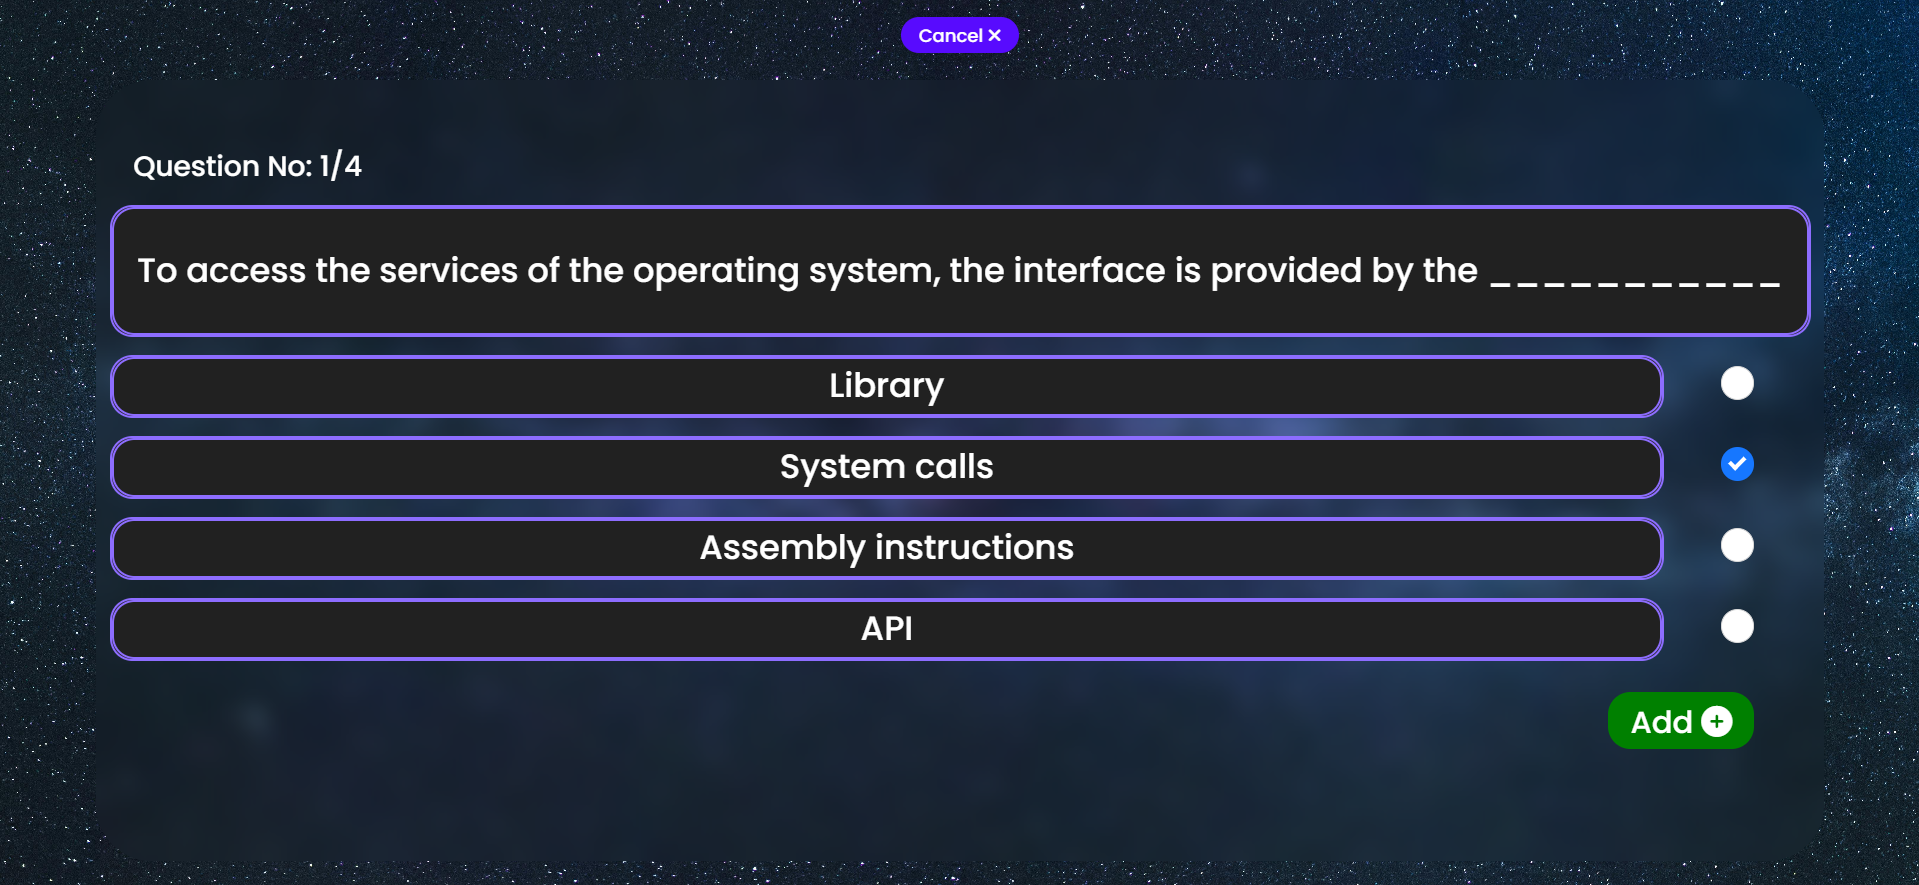 Cancel ✕
Question No: 1/4
To access the services of the operating system, the interface is provided by the _ _ _ _ _ _ _ _ _ _ _
Library
System calls
Assembly instructions
API
Add +